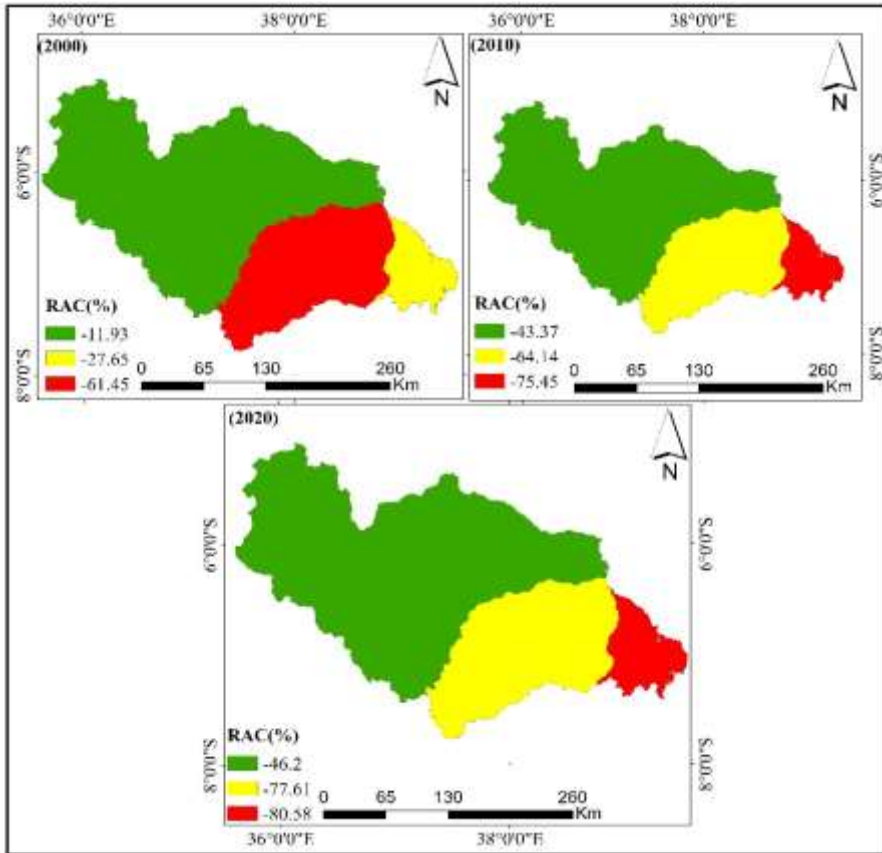 36°0'0"E 38°0'0"E
36°0'0"E 38°0'0"E
(2000)
N
6°0'0"S
8°0'0"S
RAC(%)
-11.93
-27.65
-61.45
0 65 130 260
Km
(2010)
N
6°0'0"S
8°0'0"S
RAC(%)
-43.37
-64.14
-75.45
0 65 130 260
Km
(2020)
N
6°0'0"S
6°0'0"S
8°0'0"S
8°0'0"S
RAC(%)
-46.2
-77.61
-80.58
0 65 130 260
Km
36°0'0"E 38°0'0"E